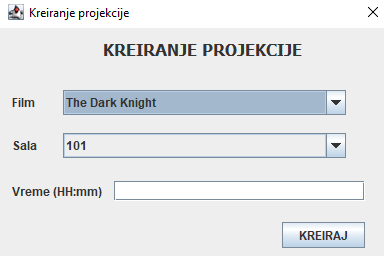 Kreiranje projekcije
KREIRANJE PROJEKCIJE
Film The Dark Knight
Sala 101
Vreme (HH:mm)
KREIRAJ